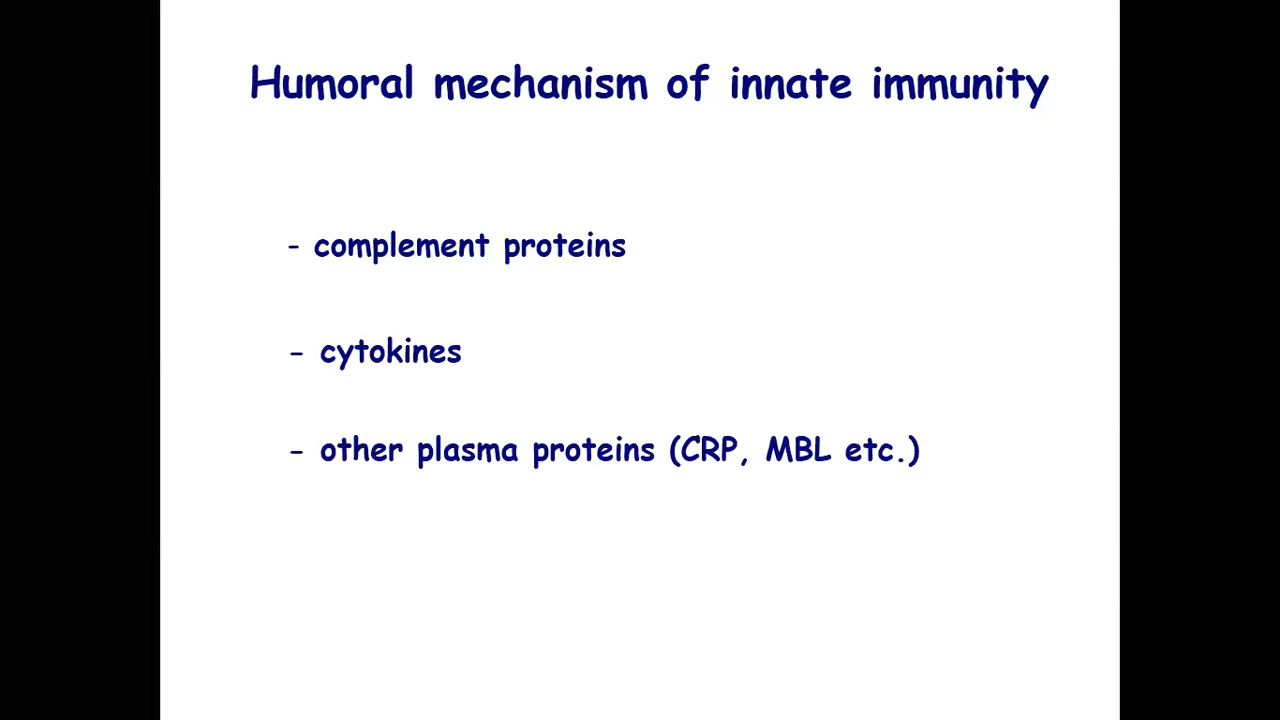 Humoral mechanism of innate immunity
- complement proteins
- cytokines
- other plasma proteins (CRP, MBL etc.)